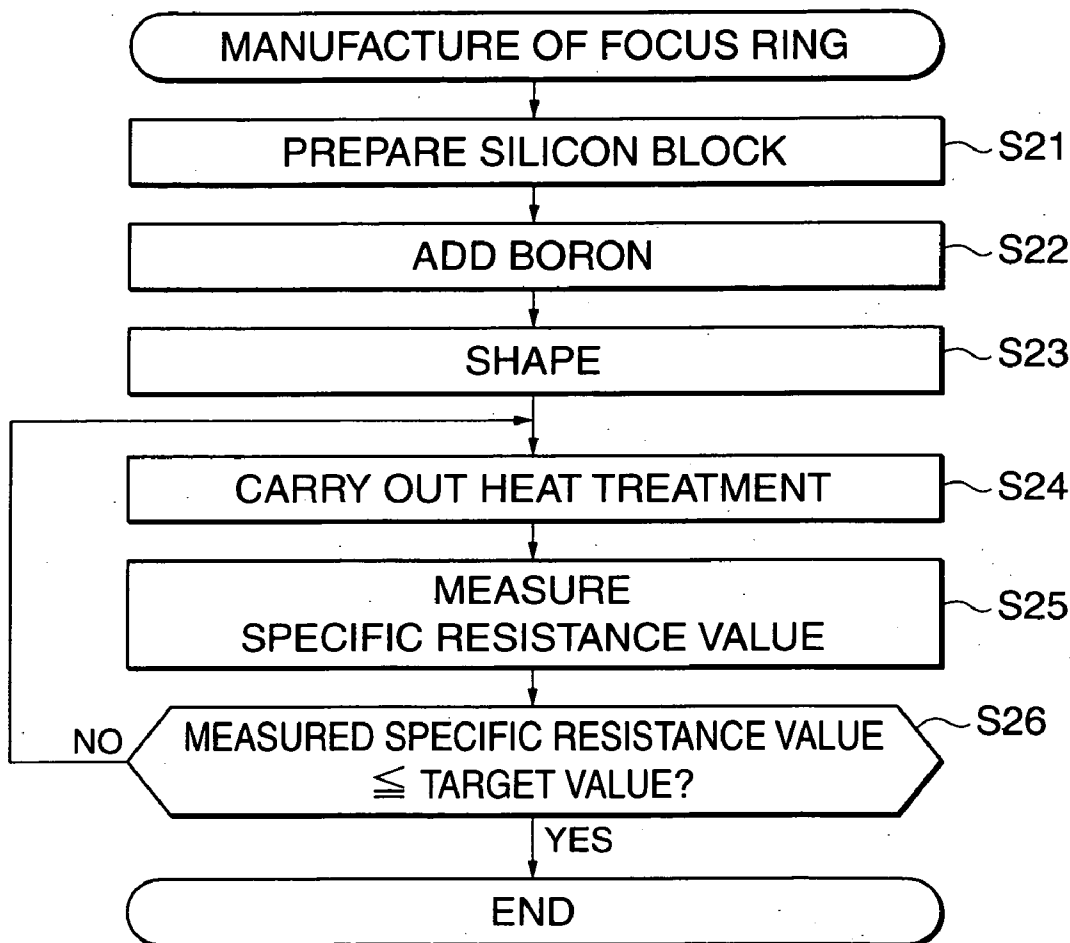 MANUFACTURE OF FOCUS RING
PREPARE SILICON BLOCK
S21
ADD BORON
S22
SHAPE
S23
CARRY OUT HEAT TREATMENT
S24
MEASURE
SPECIFIC RESISTANCE VALUE
S25
MEASURED SPECIFIC RESISTANCE VALUE
≦ TARGET VALUE?
S26
NO
YES
END